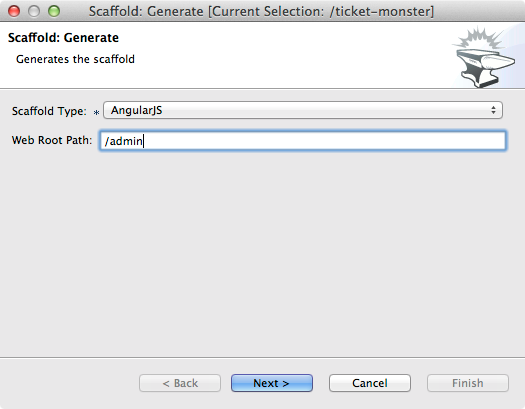 Scaffold: Generate [Current Selection: /ticket-monster]
Scaffold: Generate
Generates the scaffold
Scaffold Type: * AngularJS
Web Root Path: /admin
< Back Next > Cancel Finish